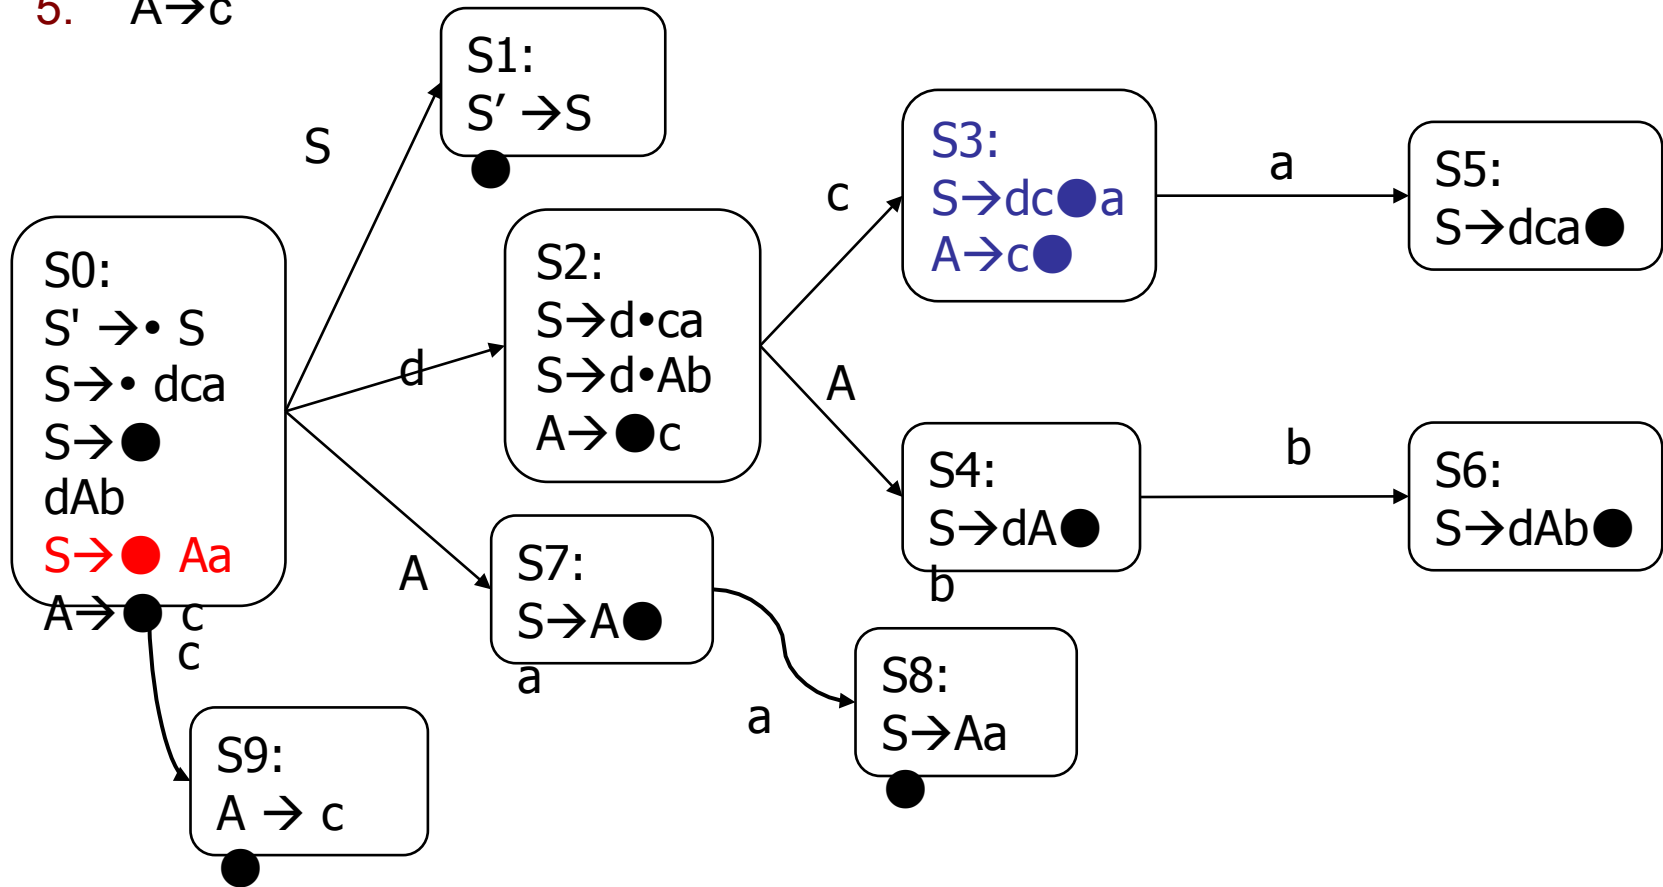 5. A→c
S1:
S' →S
●
S
S0:
S' →• S
S→• dca
S→●
dAb
S→● Aa
A→● c
c
d
A
S2:
S→d•ca
S→d•Ab
A→●c
c
A
S3:
S→dc●a
A→c●
a
S5:
S→dca●
S4:
S→dA●
b
b
S6:
S→dAb●
S7:
S→A●
a
a
S8:
S→Aa
●
S9:
A → c
●